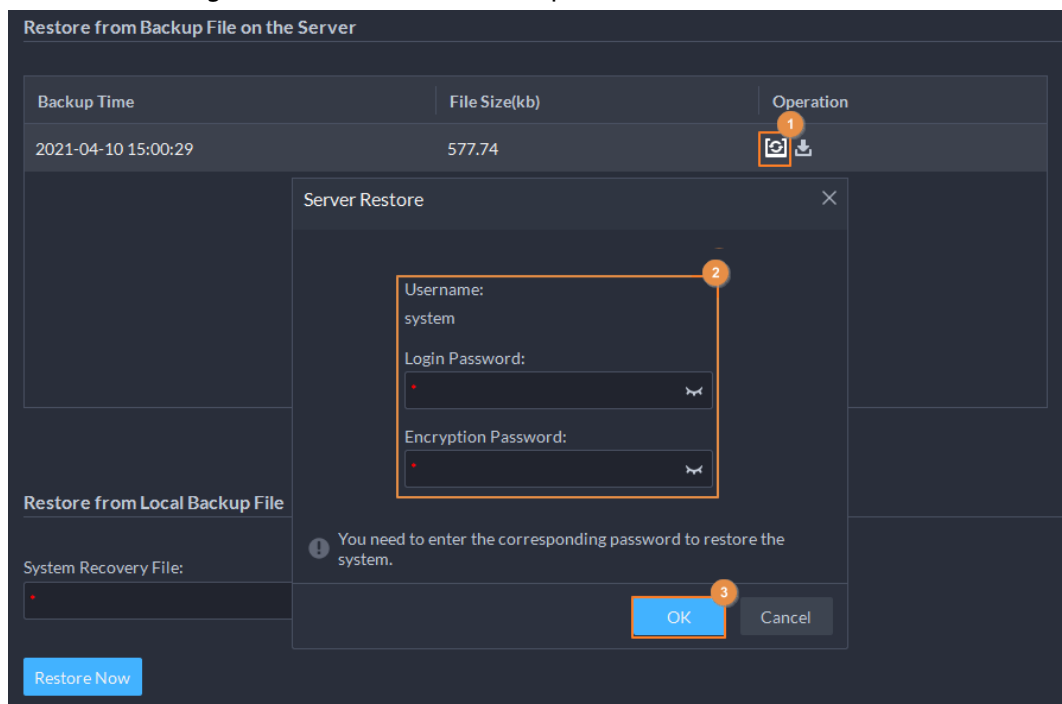 Restore from Backup File on the Server
Backup Time File Size(kb) Operation
1
2021-04-10 15:00:29 577.74
Server Restore
2
Username:
system
Login Password:
*
Encryption Password:
*
Restore from Local Backup File
You need to enter the corresponding password to restore the
system.
System Recovery File:
*
3
OK Cancel
Restore Now